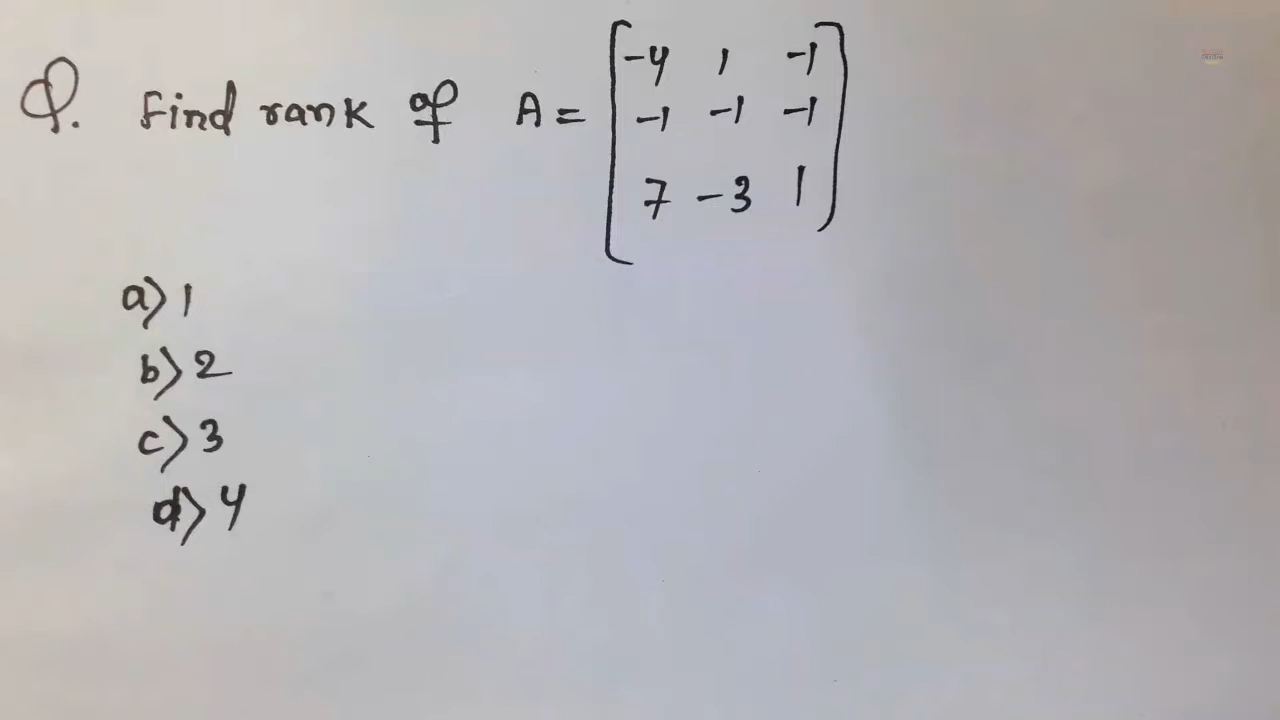 Q. Find rank of A = [-4 1 -1
-1 -1 -1
7 -3 1]
a) 1
b) 2
c) 3
d) 4